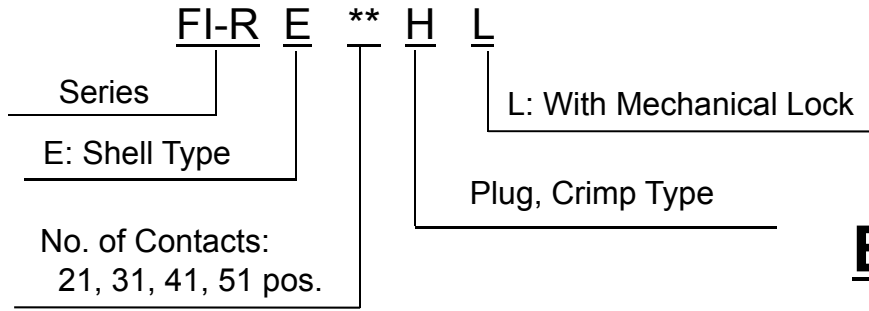 FI-R E ** H L
Series
L: With Mechanical Lock
E: Shell Type
Plug, Crimp Type
No. of Contacts:
21, 31, 41, 51 pos.